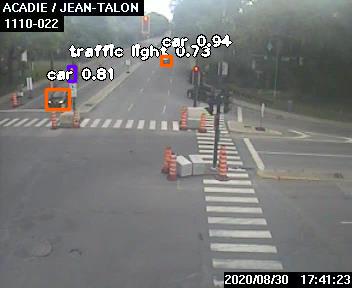 ACADIE / JEAN-TALON
1110-022
car 0.94
traffic light 0.73
car 0.81
2020/08/30 17:41:23